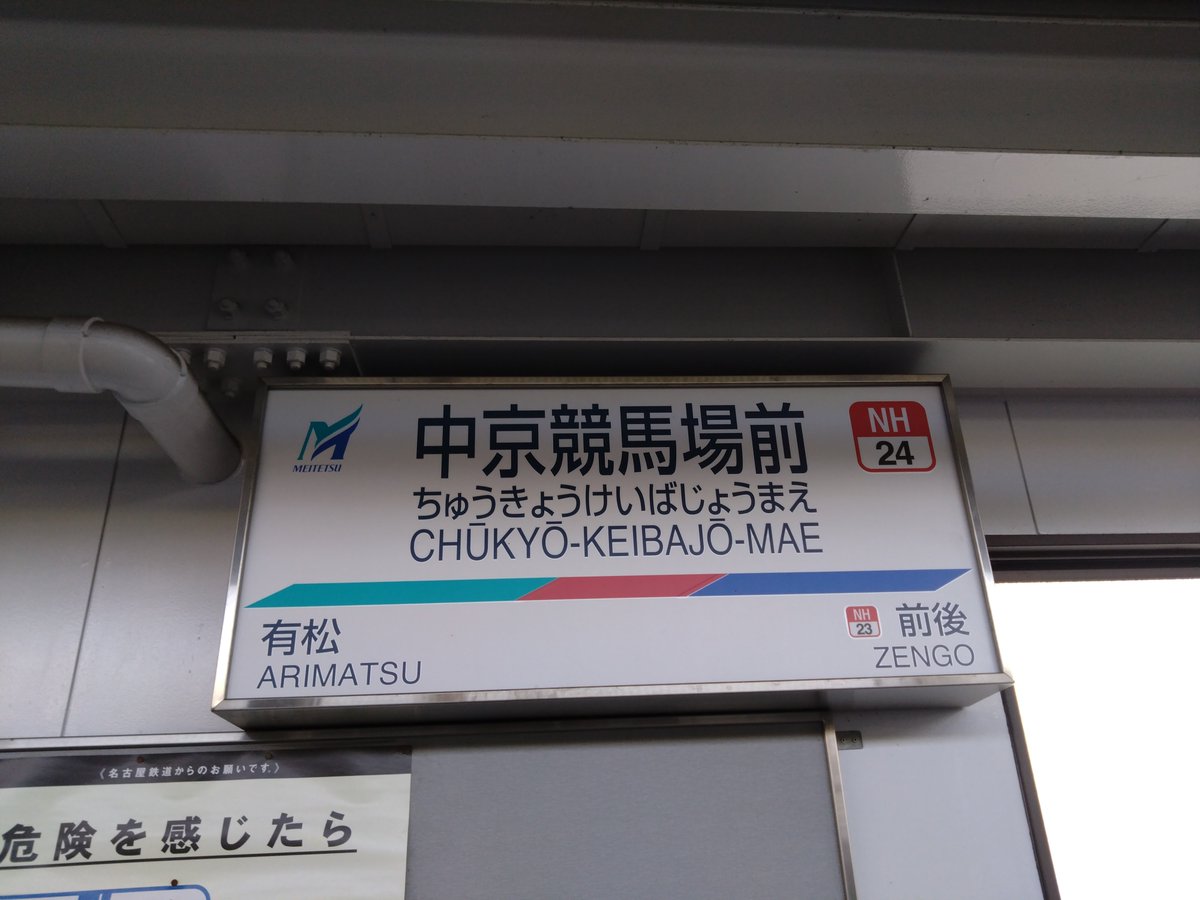 MEITETSU
中京競馬場前
NH
24
ちゅうきょうけいばじょうまえ
CHŪKYŌ-KEIBAJŌ-MAE
有松
ARIMATSU
NH
23
前後
ZENGO
《名古屋鉄道からのお願いです。》
危険を感じたら